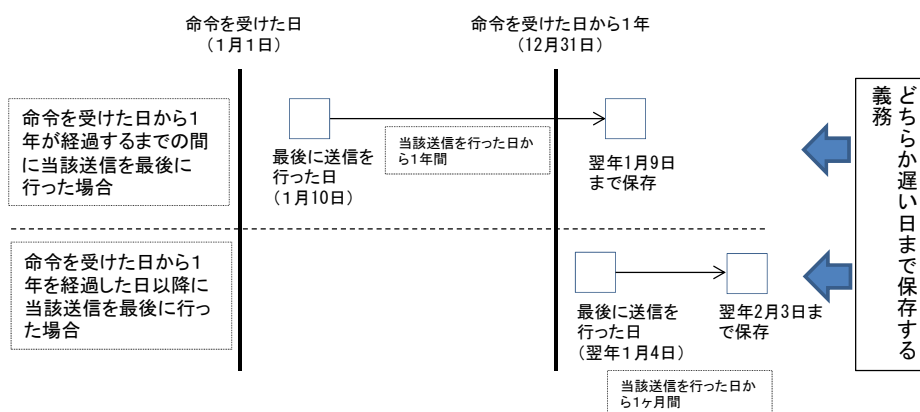 命令を受けた日
（１月１日）
命令を受けた日から１年
（12月31日）
命令を受けた日から
1年が経過するまでの間
に当該送信を最後に
行った場合
最後に送信を
行った日
（１月10日）
当該送信を行った日か
ら1年間
翌年1月9日
まで保存
どちらか遅い日まで保存する
義務
命令を受けた日から1
年を経過した日以降に
当該送信を最後に行っ
た場合
最後に送信を
行った日
（翌年1月4日）
翌年2月3日ま
で保存
当該送信を行った日か
ら1ヶ月間